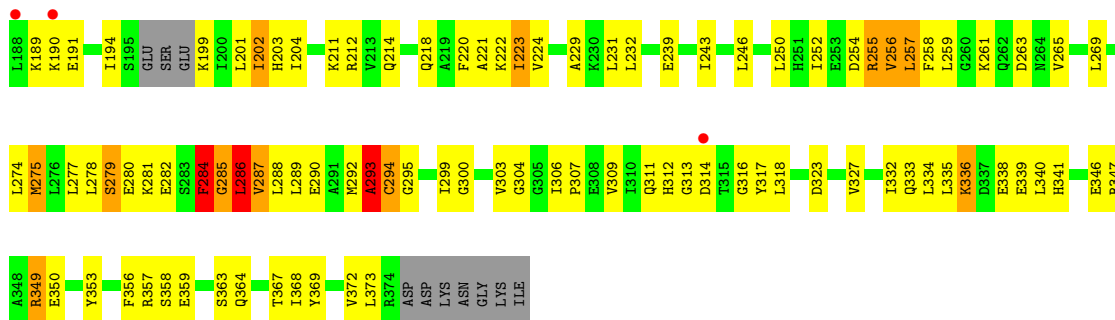 L188 K189 K190 E191 I194 S195 GLU SER GLU K199 I200 L201 I202 H203 I204 K211 R212 V213 Q214 Q218 A219 F220 A221 K222 I223 V224 A229 K230 L231 L232 E239 I243 L246 L250 H251 I252 E253 D254 R255 V256 L257 F258 L259 G260 K261 Q262 D263 N264 V265 L269
L274 M275 L276 L277 L278 S279 E280 K281 E282 S283 F284 G285 L286 V287 L288 L289 E290 A291 M292 A293 C294 G295 I299 G300 V303 G304 G305 I306 P307 E308 V309 I310 Q311 H312 G313 D314 T315 G316 Y317 L318 D323 V327 I332 Q333 L334 L335 K336 D337 E338 E339 L340 H341 E346
A348 R349 E350 Y353 F356 R357 S358 E359 S363 Q364 T367 I368 Y369 V372 L373 R374 ASP ASP LYS ASN GLY LYS ILE